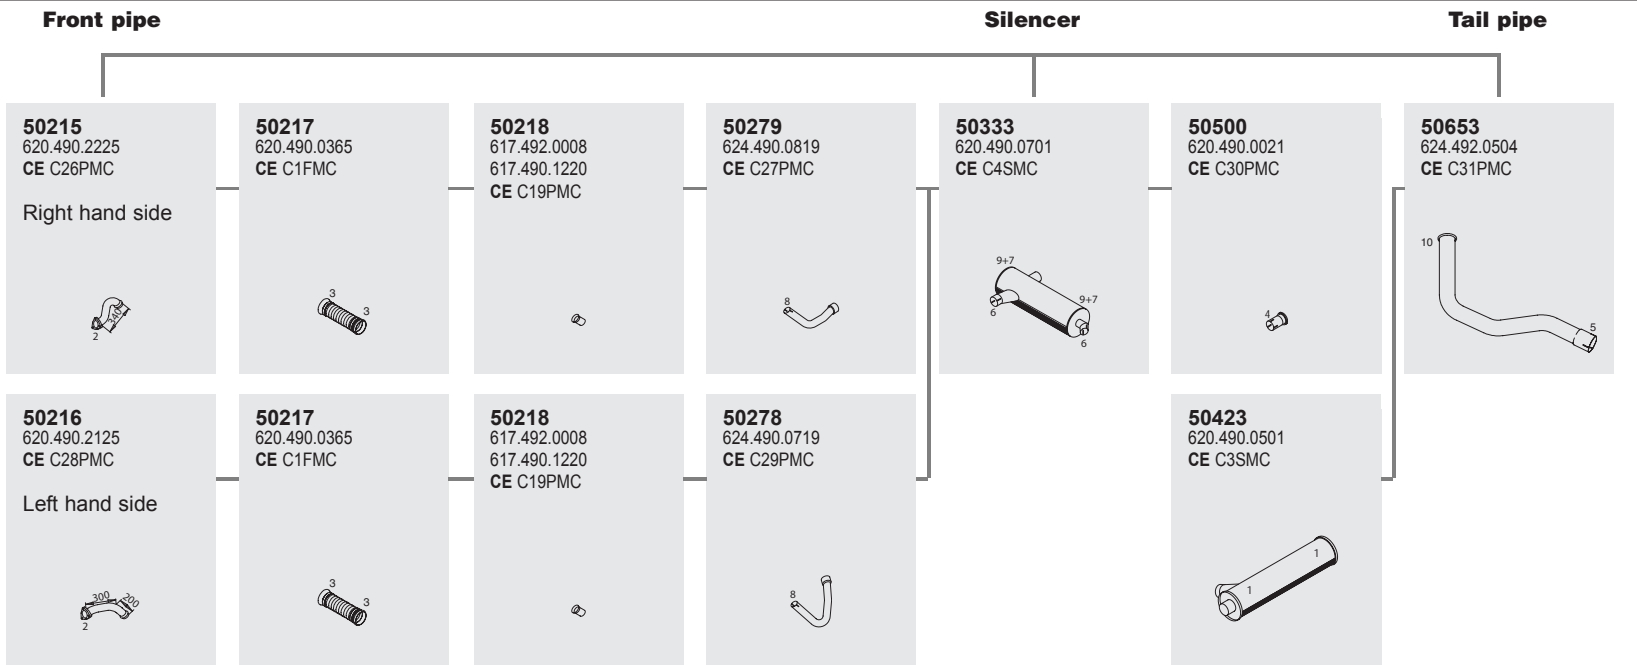 Front pipe
Silencer
Tail pipe
50215
620.490.2225
CE C26PMC
Right hand side
340
2
50217
620.490.0365
CE C1FMC
3
3
50218
617.492.0008
617.490.1220
CE C19PMC
50279
624.490.0819
CE C27PMC
8
50333
620.490.0701
CE C4SMC
9+7
9+7
6
6
50500
620.490.0021
CE C30PMC
4
50653
624.492.0504
CE C31PMC
10
5
50216
620.490.2125
CE C28PMC
Left hand side
300
200
2
50217
620.490.0365
CE C1FMC
3
3
50218
617.492.0008
617.490.1220
CE C19PMC
50278
624.490.0719
CE C29PMC
8
50423
620.490.0501
CE C3SMC
1
1